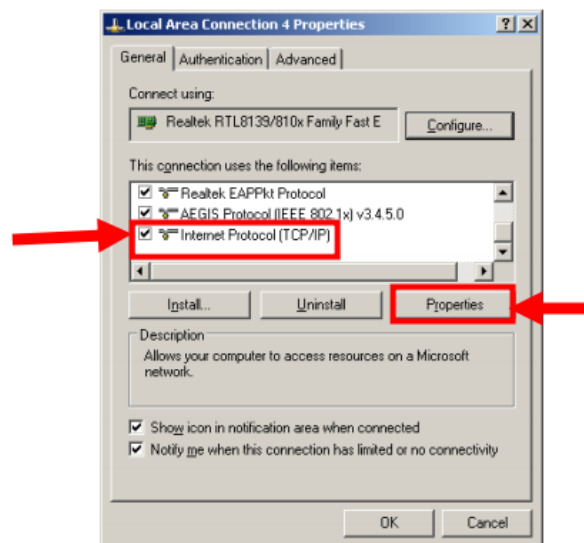 Local Area Connection 4 Properties
General Authentication Advanced
Connect using:
Realtek RTL8139/810x Family Fast E
Configure...
This connection uses the following items:
Realtek EAPPkt Protocol
AEGIS Protocol (IEEE 802.1x) v3.4.5.0
Internet Protocol (TCP/IP)
Install... Uninstall Properties
Description
Allows your computer to access resources on a Microsoft
network.
Show icon in notification area when connected
Notify me when this connection has limited or no connectivity
OK Cancel